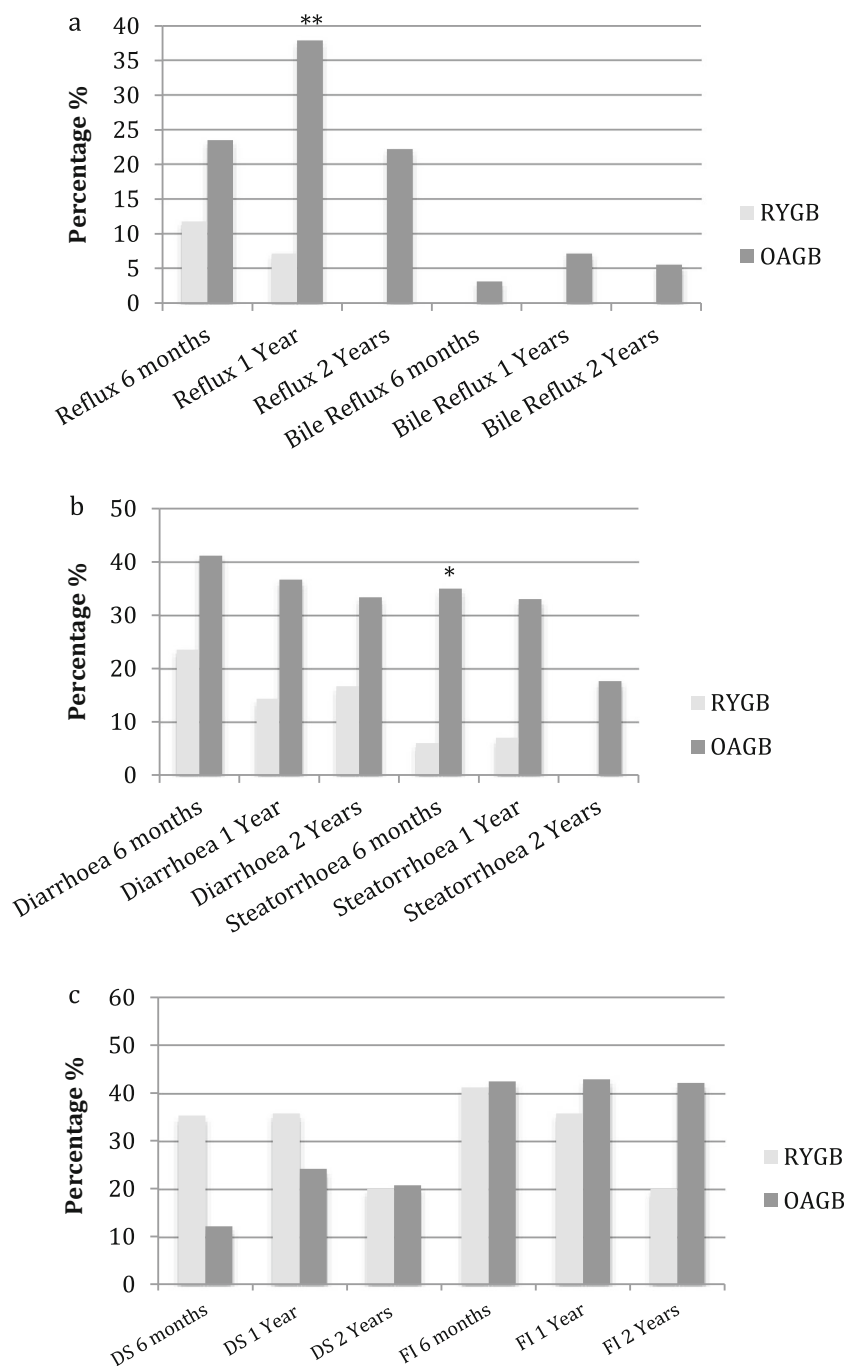 a
**
40
35
30
25
20
15
10
5
0
Percentage %
Reflux 6 months
Reflux 1 Year
Reflux 2 Years
Bile Reflux 6 months
Bile Reflux 1 Years
Bile Reflux 2 Years
RYGB
OAGB
b
*
50
40
30
20
10
0
Percentage %
Diarrhoea 6 months
Diarrhoea 1 Year
Diarrhoea 2 Years
Steatorrhoea 6 months
Steatorrhoea 1 Year
Steatorrhoea 2 Years
RYGB
OAGB
c
60
50
40
30
20
10
0
Percentage %
DS 6 months
DS 1 Year
DS 2 Years
FI 6 months
FI 1 Year
FI 2 Years
RYGB
OAGB